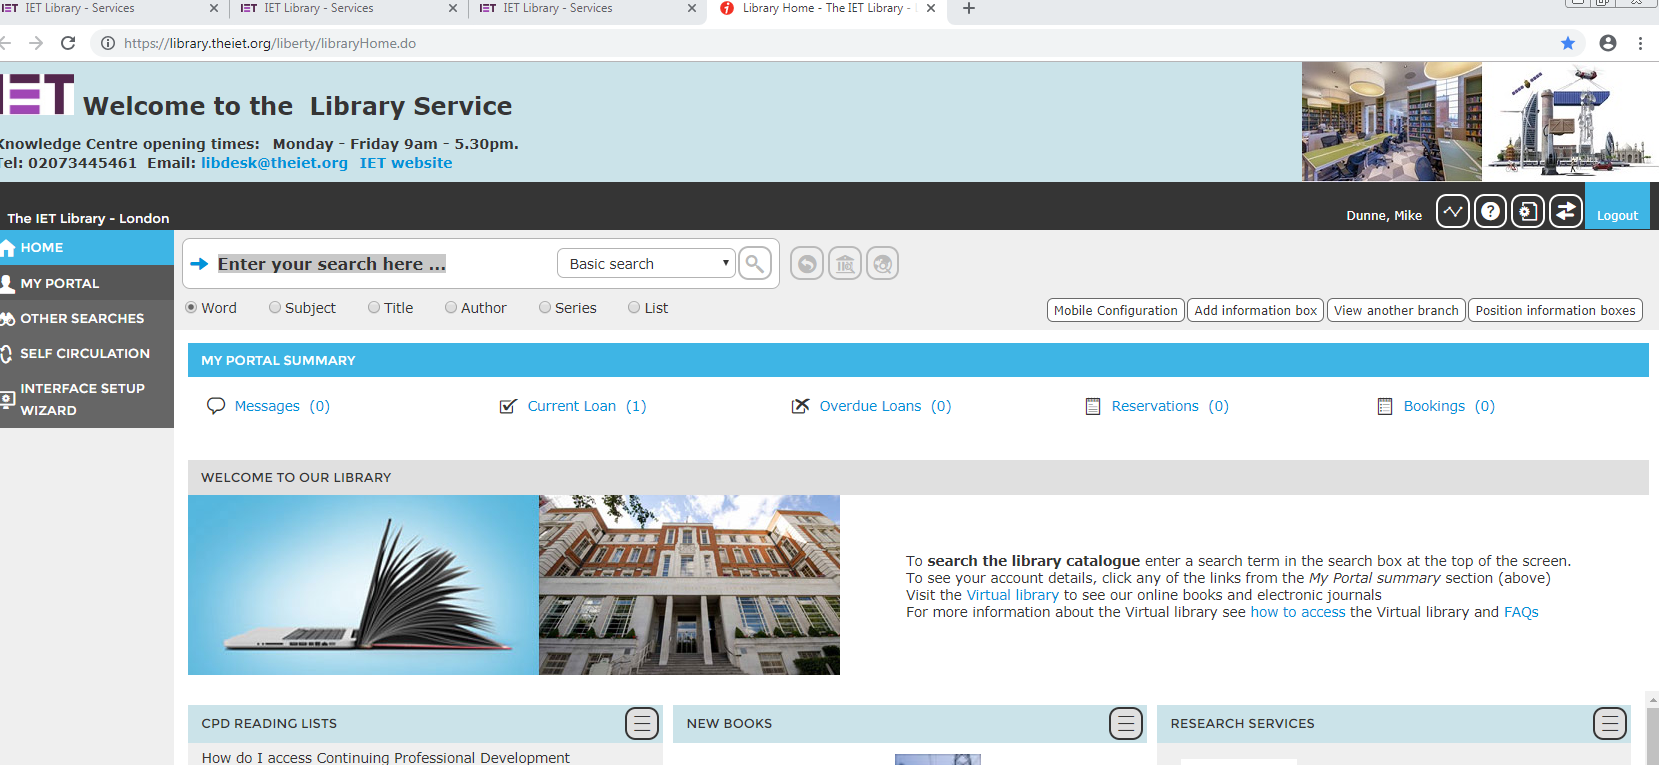 IET IET Library - Services IET IET Library - Services IET IET Library - Services Library Home - The IET Library -
https://library.theiet.org/liberty/libraryHome.do
IET Welcome to the Library Service
Knowledge Centre opening times: Monday - Friday 9am - 5.30pm.
Tel: 02073445461 Email: libdesk@theiet.org IET website
The IET Library - London Dunne, Mike Logout
HOME
MY PORTAL
OTHER SEARCHES
SELF CIRCULATION
INTERFACE SETUP
WIZARD
Enter your search here ... Basic search
Word Subject Title Author Series List
Mobile Configuration Add information box View another branch Position information boxes
MY PORTAL SUMMARY
Messages (0) Current Loan (1) Overdue Loans (0) Reservations (0) Bookings (0)
WELCOME TO OUR LIBRARY
To search the library catalogue enter a search term in the search box at the top of the screen.
To see your account details, click any of the links from the My Portal summary section (above)
Visit the Virtual library to see our online books and electronic journals
For more information about the Virtual library see how to access the Virtual library and FAQs
CPD READING LISTS NEW BOOKS RESEARCH SERVICES
How do I access Continuing Professional Development